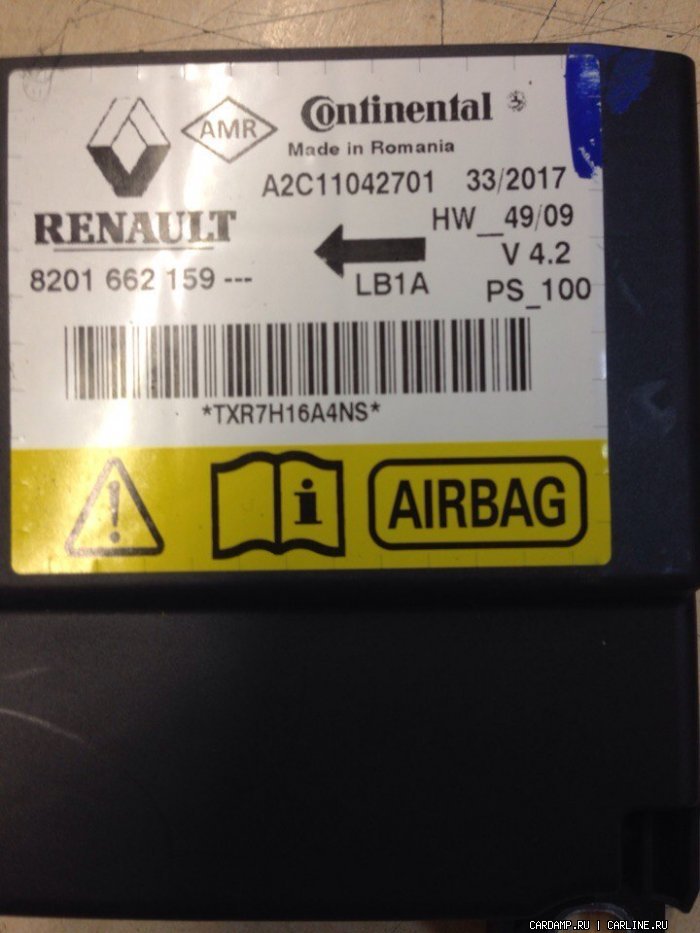 AMR
Continental
Made in Romania
A2C11042701 33/2017
RENAULT
HW__49/09
V 4.2
8201 662 159 ---
LB1A
PS_100
*TXR7H16A4NS*
AIRBAG
CARDAMP.RU | CARLINE.RU